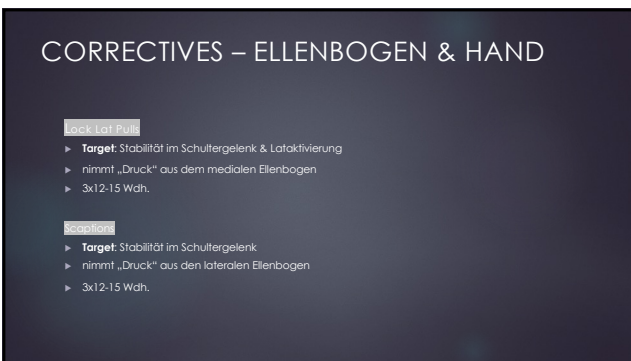 CORRECTIVES – ELLENBOGEN & HAND
Lock Lat Pulls
► Target: Stabilität im Schultergelenk & Lataktivierung
► nimmt „Druck“ aus dem medialen Ellenbogen
► 3x12-15 Wdh.
Scaptions
► Target: Stabilität im Schultergelenk
► nimmt „Druck“ aus den lateralen Ellenbogen
► 3x12-15 Wdh.